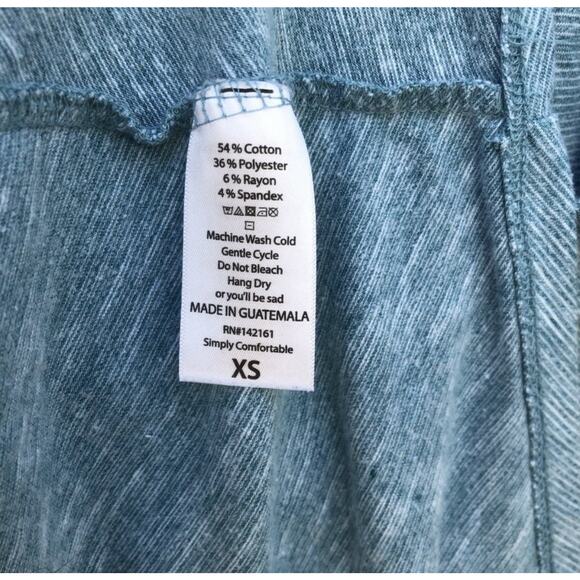 54 % Cotton
36 % Polyester
6 % Rayon
4 % Spandex
Machine Wash Cold
Gentle Cycle
Do Not Bleach
Hang Dry
or you'll be sad
MADE IN GUATEMALA
RN#142161
Simply Comfortable
XS